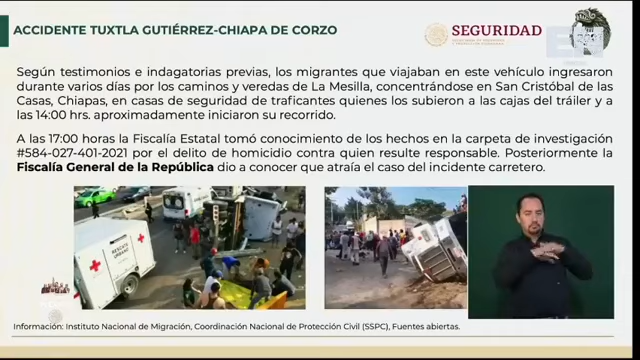 ACCIDENTE TUXTLA GUTIÉRREZ-CHIAPA DE CORZO
SEGURIDAD
Según testimonios e indagatorias previas, los migrantes que viajaban en este vehículo ingresaron
durante varios días por los caminos y veredas de La Mesilla, concentrándose en San Cristóbal de las
Casas, Chiapas, en casas de seguridad de traficantes quienes los subieron a las cajas del tráiler y a
las 14:00 hrs. aproximadamente iniciaron su recorrido.
A las 17:00 horas la Fiscalía Estatal tomó conocimiento de los hechos en la carpeta de investigación
#584-027-401-2021 por el delito de homicidio contra quien resulte responsable. Posteriormente la
Fiscalía General de la República dio a conocer que atraía el caso del incidente carretero.
RESCATE
URBANO
Información: Instituto Nacional de Migración, Coordinación Nacional de Protección Civil (SSPC), Fuentes abiertas.